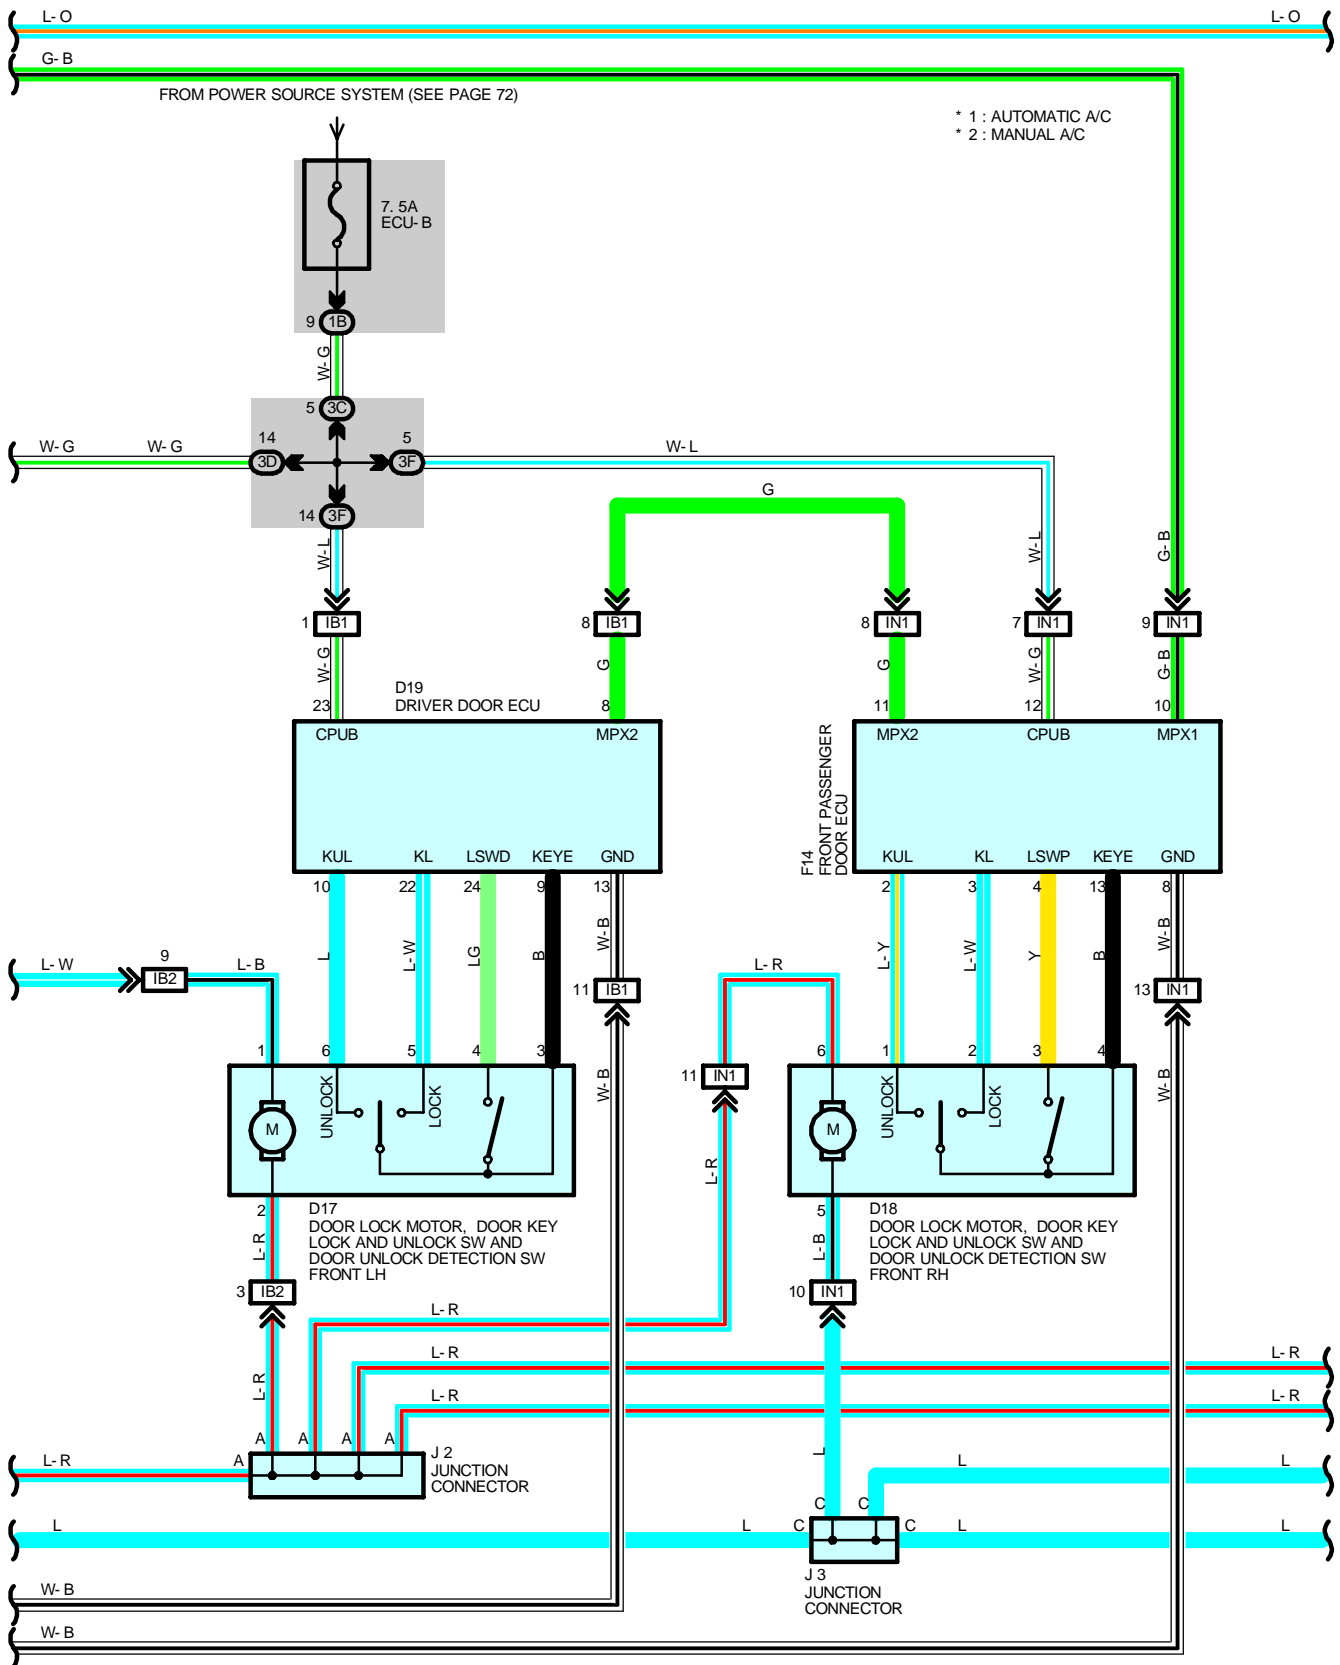 L- O
L- O
G- B
FROM POWER SOURCE SYSTEM (SEE PAGE 72)
* 1 : AUTOMATIC A/C
* 2 : MANUAL A/C
7. 5A
ECU- B
9
1B
W- G
5
3C
W- G
W- G
14
3D
5
3F
W- L
14
3F
G
W- L
W- L
G- B
1
IB1
8
IB1
8
IN1
7
IN1
9
IN1
W- G
G
G
W- G
G- B
D19
DRIVER DOOR ECU
23
8
11
12
10
CPUB
MPX2
MPX2
CPUB
MPX1
F14
FRONT PASSENGER
DOOR ECU
KUL
KL
LSWD
KEYE
GND
KUL
KL
LSWP
KEYE
GND
10
22
24
9
13
2
3
4
13
8
L
L- W
LG
B
W- B
L- Y
L- W
Y
B
W- B
L- W
9
IB2
L- B
L- R
11
IB1
13
IN1
1
6
5
4
3
6
1
2
3
4
11
IN1
W- B
W- B
UNLOCK
LOCK
M
UNLOCK
LOCK
M
L- R
2
D17
DOOR LOCK MOTOR, DOOR KEY
LOCK AND UNLOCK SW AND
DOOR UNLOCK DETECTION SW
FRONT LH
5
D18
DOOR LOCK MOTOR, DOOR KEY
LOCK AND UNLOCK SW AND
DOOR UNLOCK DETECTION SW
FRONT RH
L- R
L- B
3
IB2
10
IN1
L- R
L- R
L- R
L- R
L- R
L- R
L- R
A
A
A
A
A
J 2
JUNCTION
CONNECTOR
L
L
L
C
C
L
L
C
C
L
L
J 3
JUNCTION
CONNECTOR
W- B
W- B